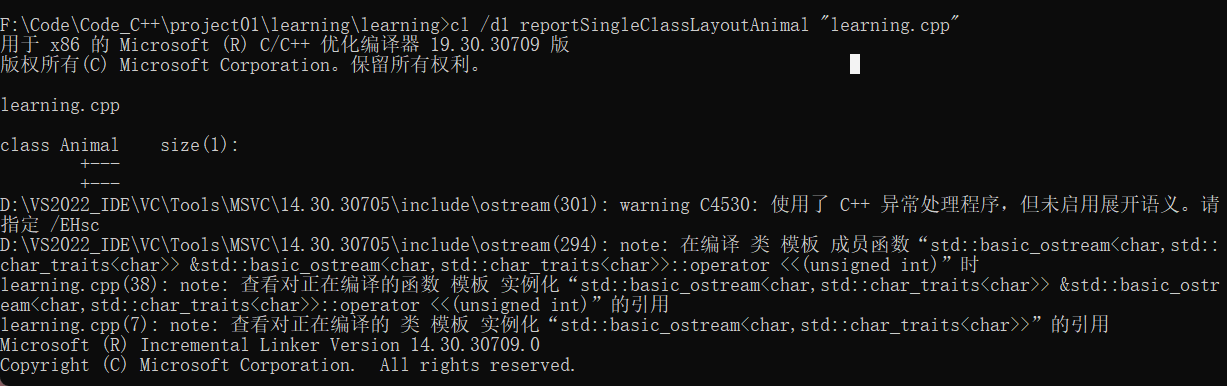 F:\Code\Code_C++\project01\learning\learning>cl /d1 reportSingleClassLayoutAnimal "learning.cpp"
用于 x86 的 Microsoft (R) C/C++ 优化编译器 19.30.30709 版
版权所有(C) Microsoft Corporation。保留所有权利。
learning.cpp
class Animal    size(1):
        +---
        +---
D:\VS2022_IDE\VC\Tools\MSVC\14.30.30705\include\ostream(301): warning C4530: 使用了 C++ 异常处理程序，但未启用展开语义。请
指定 /EHsc
D:\VS2022_IDE\VC\Tools\MSVC\14.30.30705\include\ostream(294): note: 在编译 类 模板 成员函数“std::basic_ostream<char,std::
char_traits<char>> &std::basic_ostream<char,std::char_traits<char>>::operator <<(unsigned int)”时
learning.cpp(38): note: 查看对正在编译的函数 模板 实例化“std::basic_ostream<char,std::char_traits<char>> &std::basic_ostr
eam<char,std::char_traits<char>>::operator <<(unsigned int)”的引用
learning.cpp(7): note: 查看对正在编译的 类 模板 实例化“std::basic_ostream<char,std::char_traits<char>>”的引用
Microsoft (R) Incremental Linker Version 14.30.30709.0
Copyright (C) Microsoft Corporation.  All rights reserved.